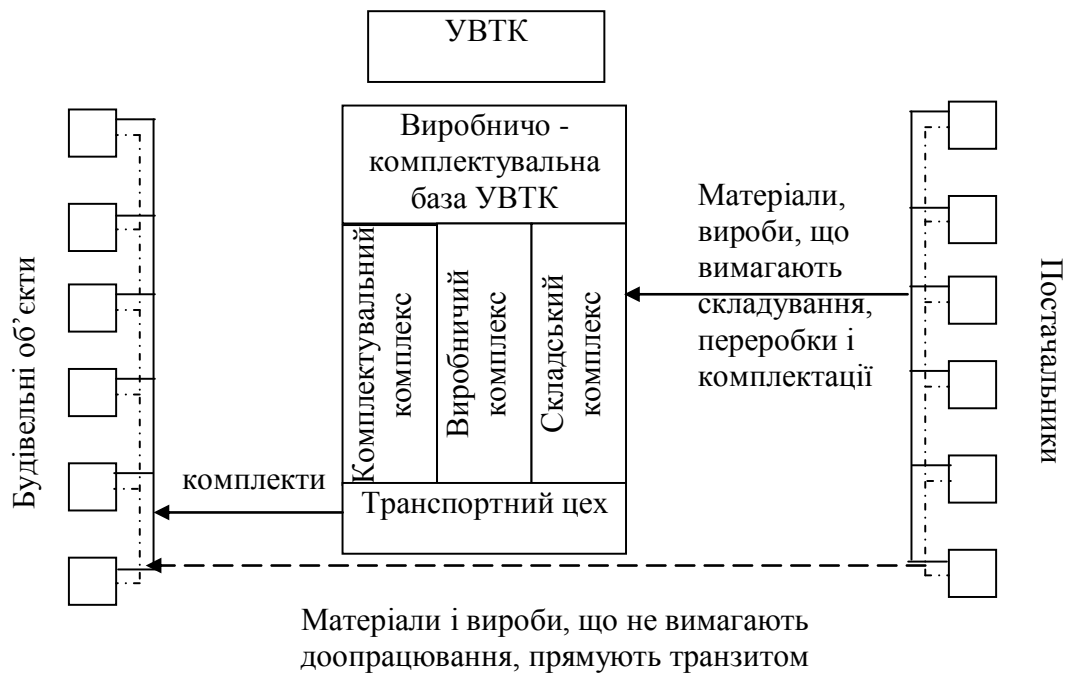 УВТК
Виробничо -
комплектувальна
база УВТК
Комплектувальний
комплекс
Виробничий
комплекс
Складський
комплекс
Транспортний цех
Будівельні об’єкти
комплекти
Матеріали,
вироби, що
вимагають
складування,
переробки і
комплектації
Постачальники
Матеріали і вироби, що не вимагають
доопрацювання, прямують транзитом